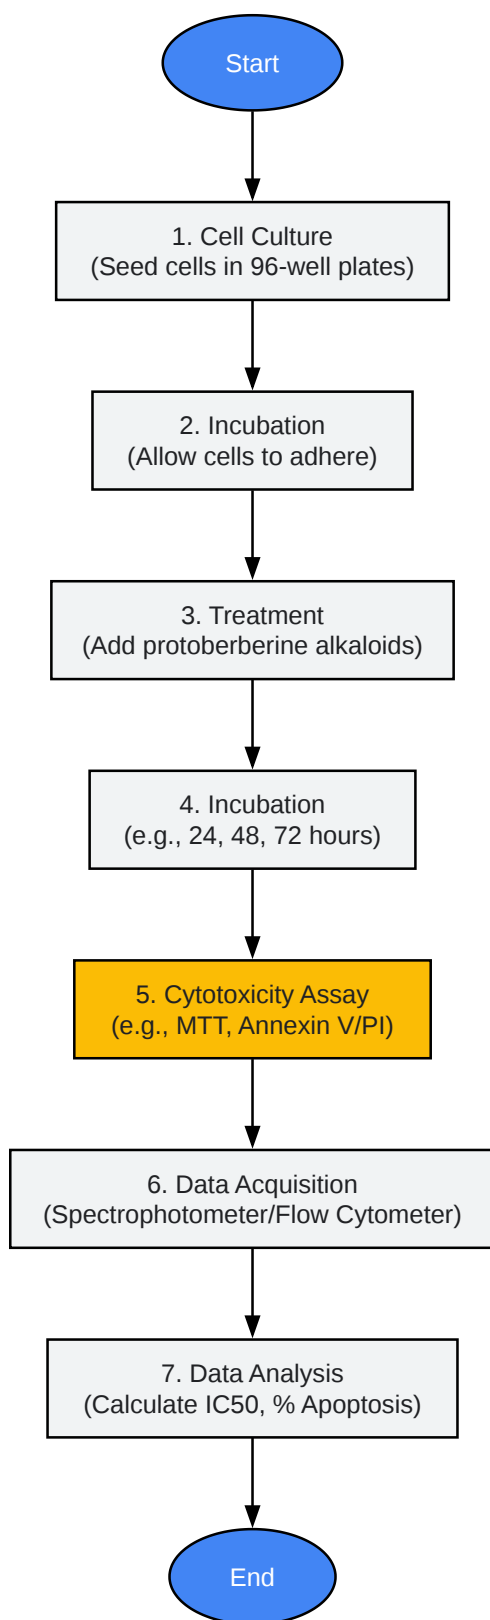 Start
1. Cell Culture
(Seed cells in 96-well plates)
2. Incubation
(Allow cells to adhere)
3. Treatment
(Add protoberberine alkaloids)
4. Incubation
(e.g., 24, 48, 72 hours)
5. Cytotoxicity Assay
(e.g., MTT, Annexin V/PI)
6. Data Acquisition
(Spectrophotometer/Flow Cytometer)
7. Data Analysis
(Calculate IC50, % Apoptosis)
End